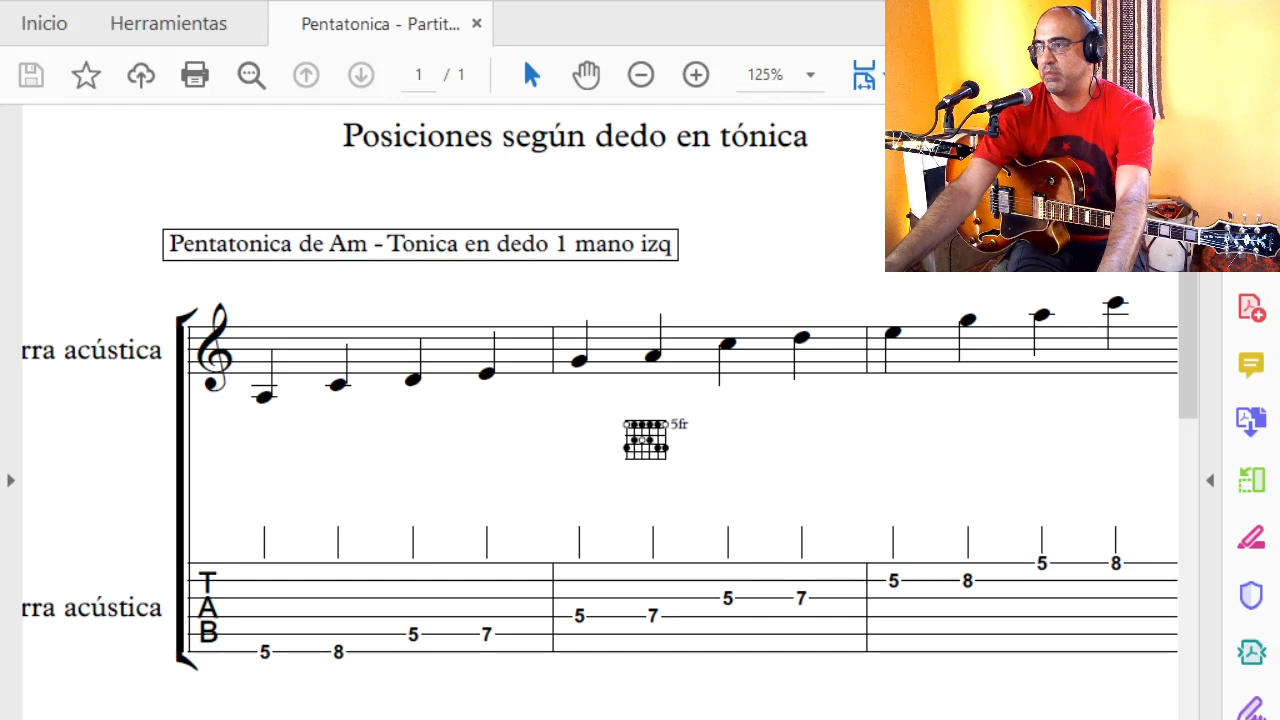 Inicio Herramientas Pentatonica - Partit... ×
1 / 1 125%
Posiciones según dedo en tónica
Pentatonica de Am - Tonica en dedo 1 mano izq
rra acústica
5fr
rra acústica
T
A
B
5 8 5 7 5 7 5 7 5 8 5 8